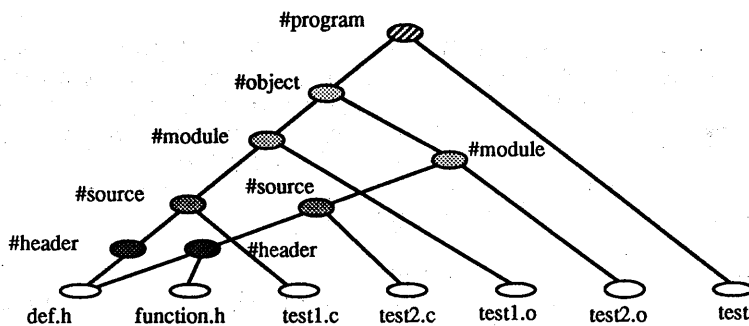 #program
#object
#module
#module
#source
#source
#header
#header
def.h
function.h
test1.c
test2.c
test1.o
test2.o
test